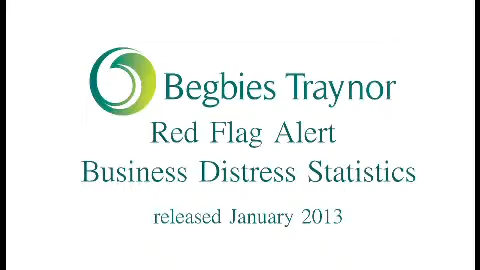 Begbies Traynor
Red Flag Alert
Business Distress Statistics
released January 2013